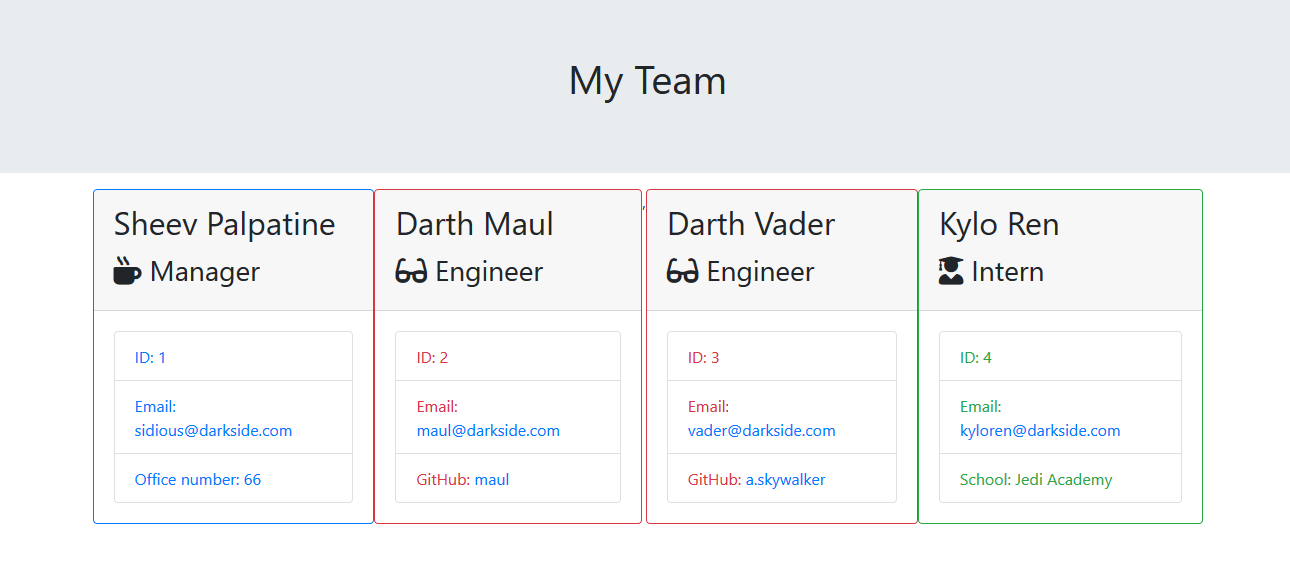 My Team
Sheev Palpatine
Manager
ID: 1
Email:
sidious@darkside.com
Office number: 66
Darth Maul
Engineer
ID: 2
Email:
maul@darkside.com
GitHub: maul
,
Darth Vader
Engineer
ID: 3
Email:
vader@darkside.com
GitHub: a.skywalker
Kylo Ren
Intern
ID: 4
Email:
kyloren@darkside.com
School: Jedi Academy